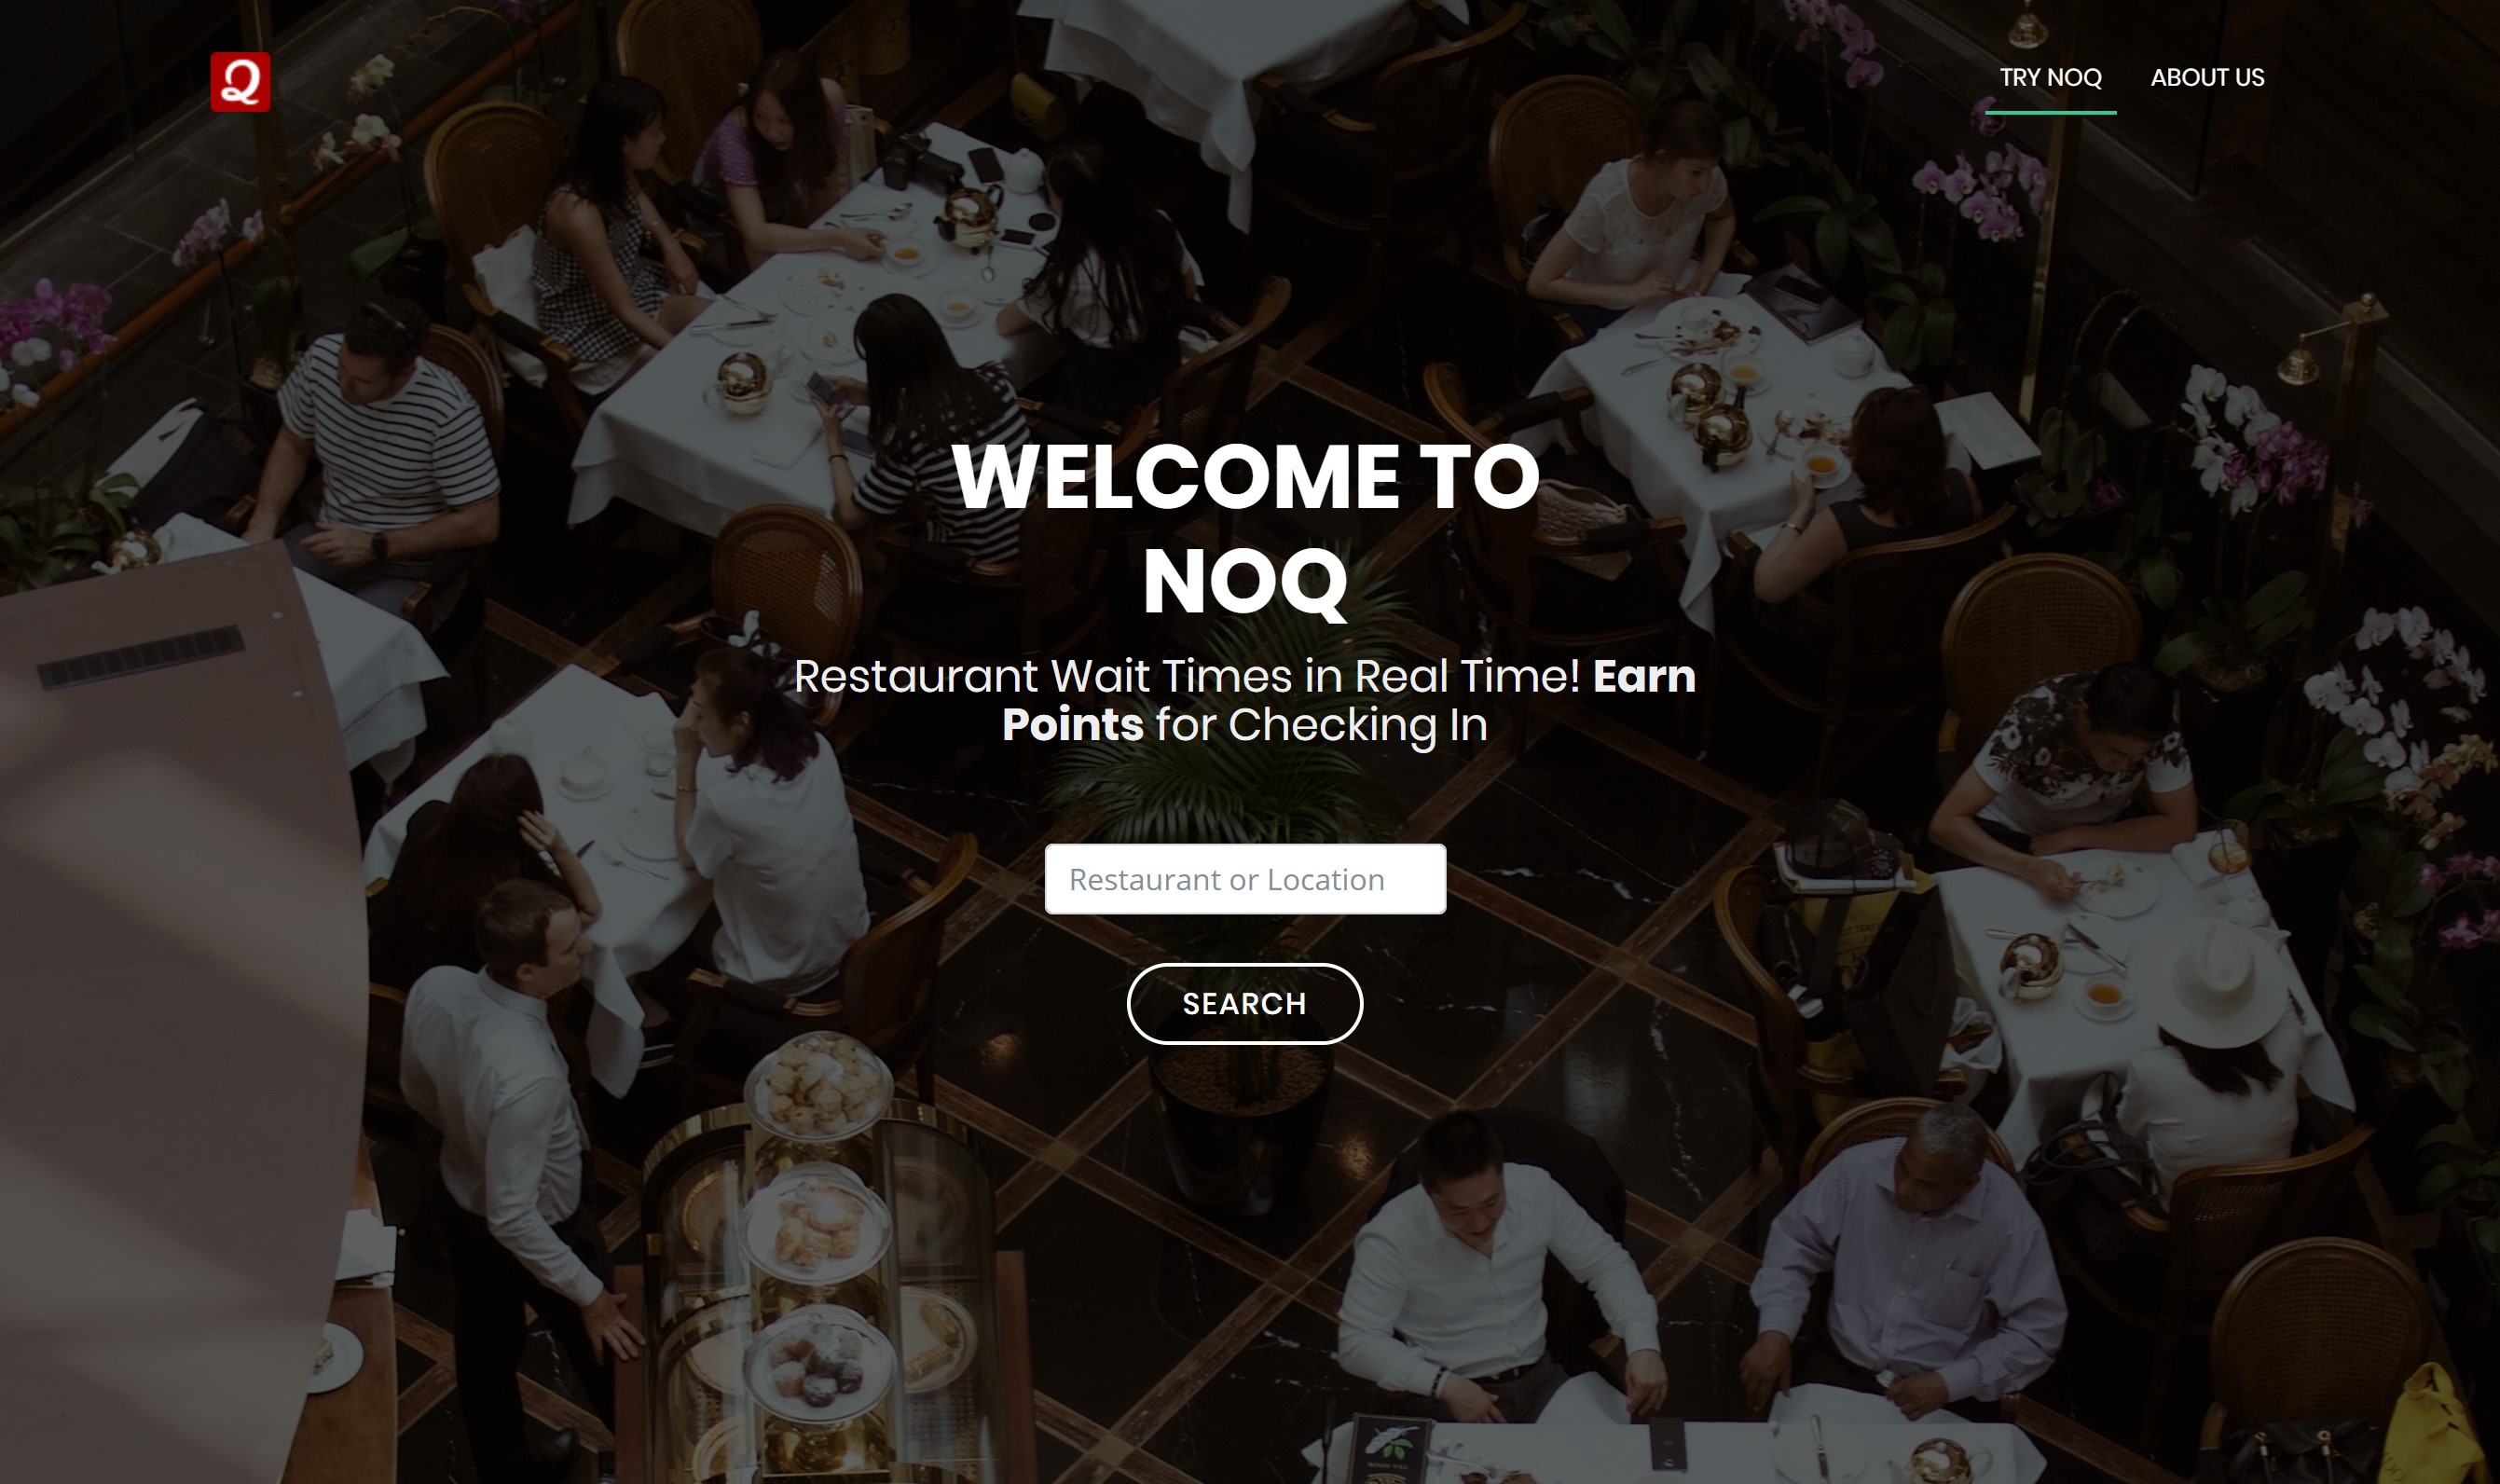 Q
TRY NOQ
ABOUT US
WELCOME TO
NOQ
Restaurant Wait Times in Real Time! Earn
Points for Checking In
Restaurant or Location
SEARCH